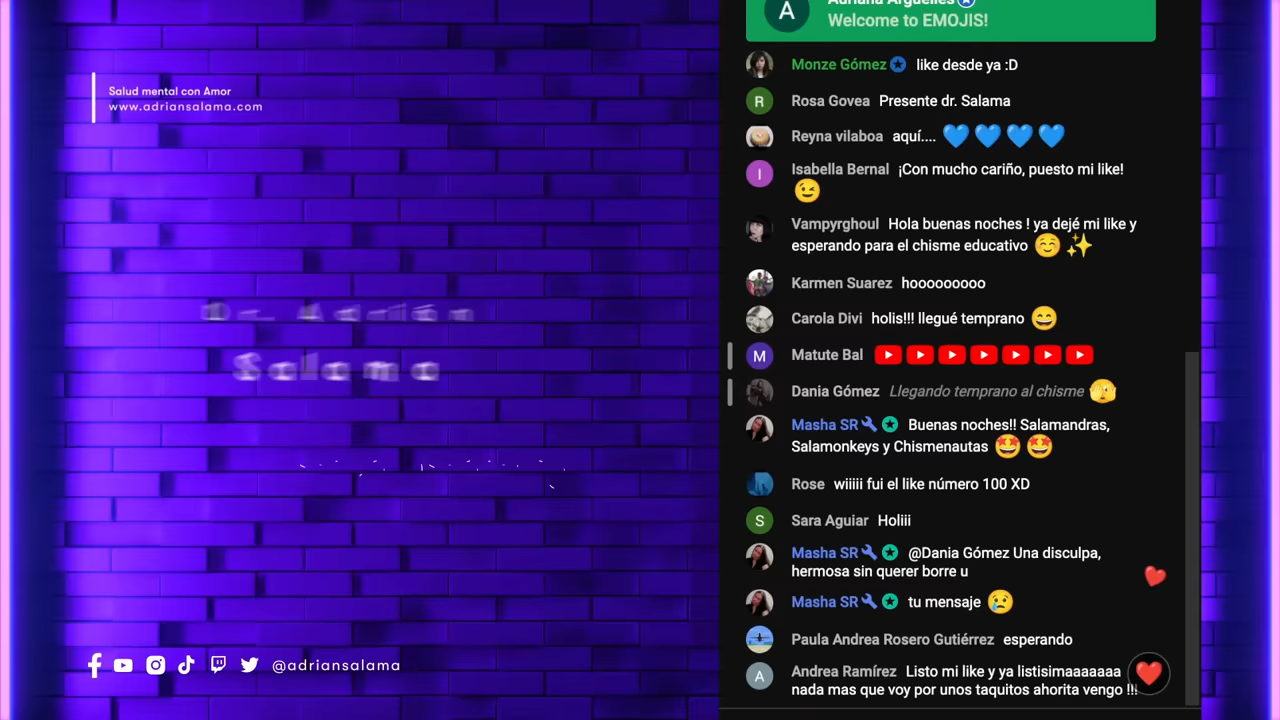 Salud mental con Amor
www.adriansalama.com
Dr. Adrián
Salama
@adriansalama
A
Welcome to EMOJIS!
Monze Gómez like desde ya :D
R Rosa Govea Presente dr. Salama
Reyna vilaboa aquí.... 💙 💙 💙 💙
I Isabella Bernal ¡Con mucho cariño, puesto mi like!
😉
Vampyrghoul Hola buenas noches ! ya dejé mi like y
esperando para el chisme educativo ☺️ ✨
Karmen Suarez hooooooooo
Carola Divi holis!!! llegué temprano 😄
M Matute Bal
Dania Gómez Llegando temprano al chisme 🫣
Masha SR Buenas noches!! Salamandras,
Salamonkeys y Chismenautas 🤩 🤩
Rose wiiiii fui el like número 100 XD
S Sara Aguiar Holiii
Masha SR @Dania Gómez Una disculpa,
hermosa sin querer borre u
Masha SR tu mensaje 😢
Paula Andrea Rosero Gutiérrez esperando
A Andrea Ramírez Listo mi like y ya listisimaaaaaaa
nada mas que voy por unos taquitos ahorita vengo !!!